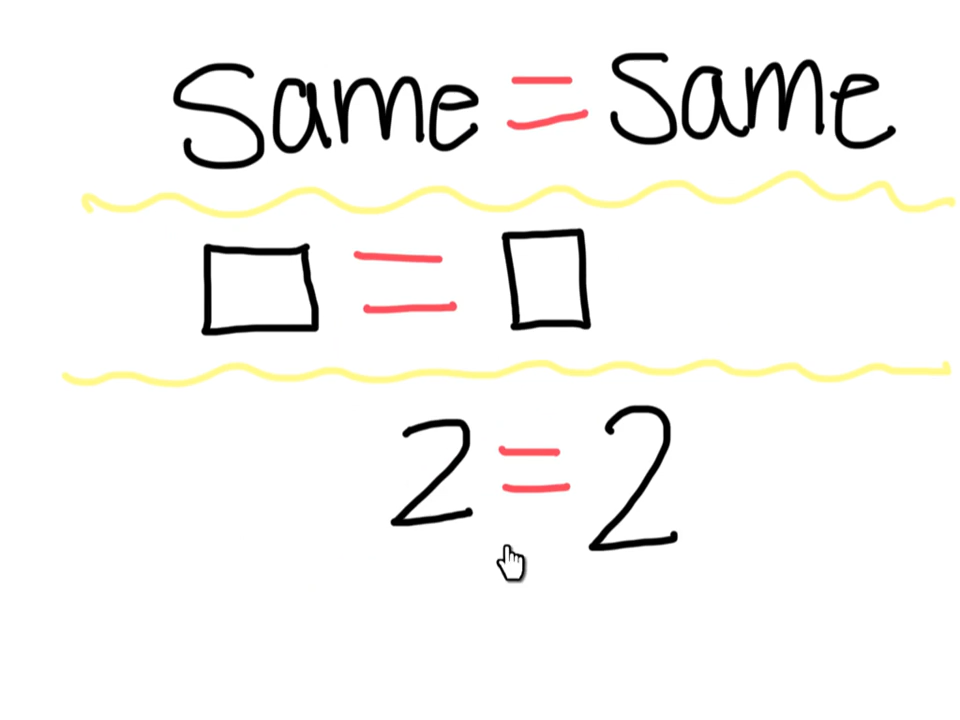 Same = Same
□ = □
2 = 2